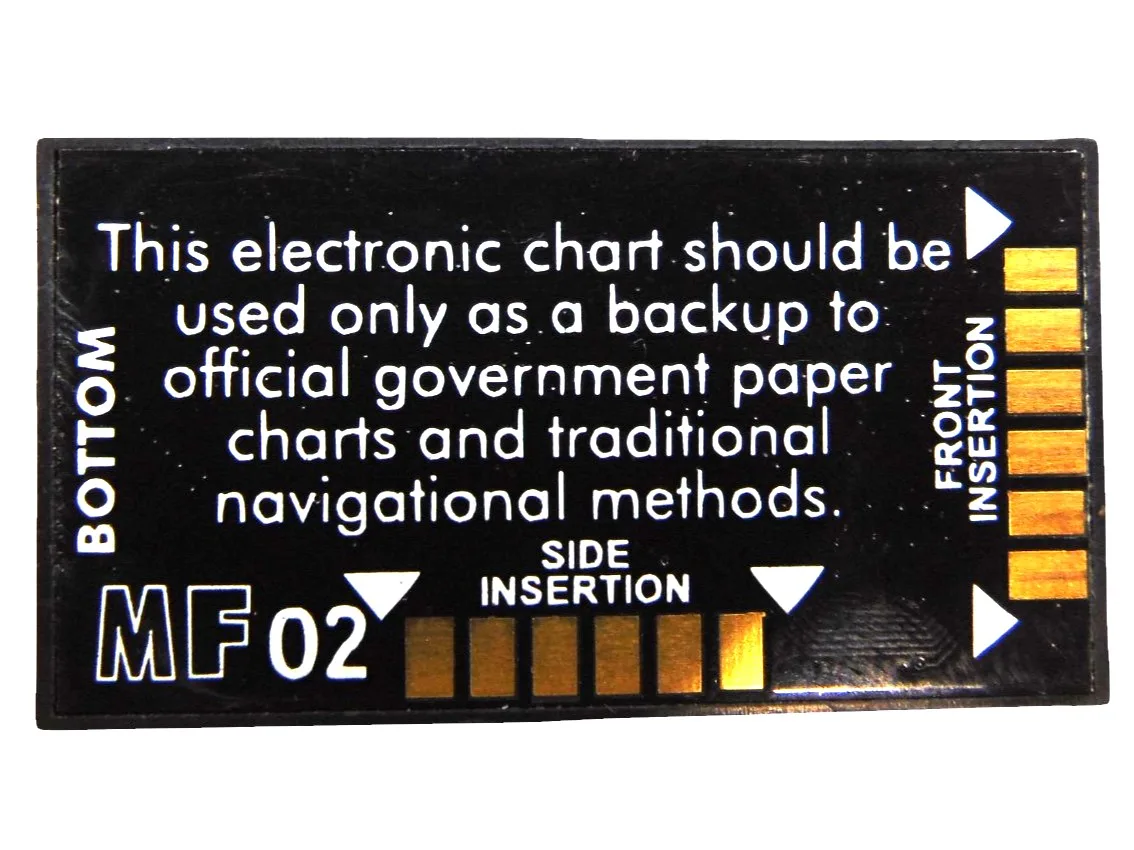 This electronic chart should be
used only as a backup to
official government paper
charts and traditional
navigational methods.
BOTTOM
FRONT
INSERTION
SIDE
INSERTION
MF 02